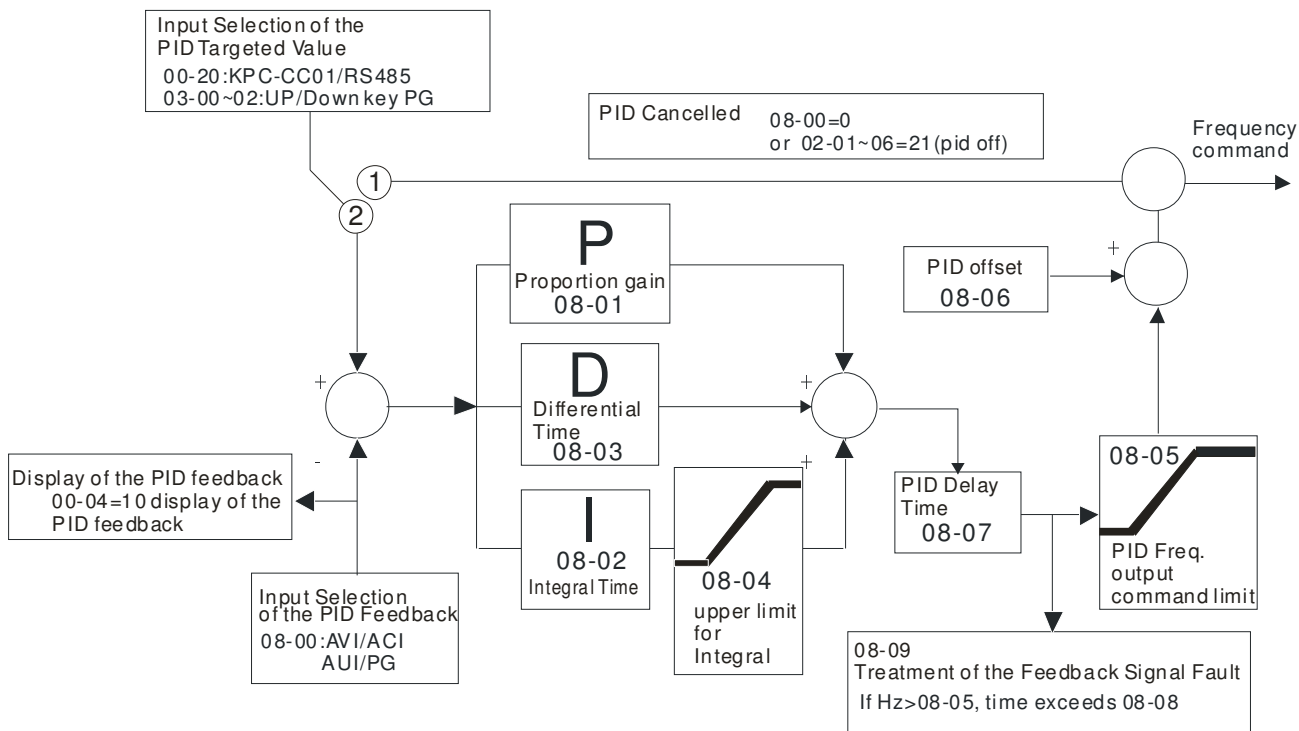 Input Selection of the
PID Targeted Value
00-20:KPC-CC01/RS485
03-00~02:UP/Down key PG
PID Cancelled 08-00=0
or 02-01~06=21(pid off)
Frequency
command
1
2
P
Proportion gain
08-01
PID offset
08-06
+
+
D
Differential
Time
08-03
+
-
+
Display of the PID feedback
00-04=10 display of the
PID feedback
I
08-02
Integral Time
08-04
upper limit
for
Integral
PID Delay
Time
08-07
08-05
PID Freq.
output
command limit
Input Selection
of the PID Feedback
08-00:AVI/ACI
AUI/PG
08-09
Treatment of the Feedback Signal Fault
If Hz>08-05, time exceeds 08-08